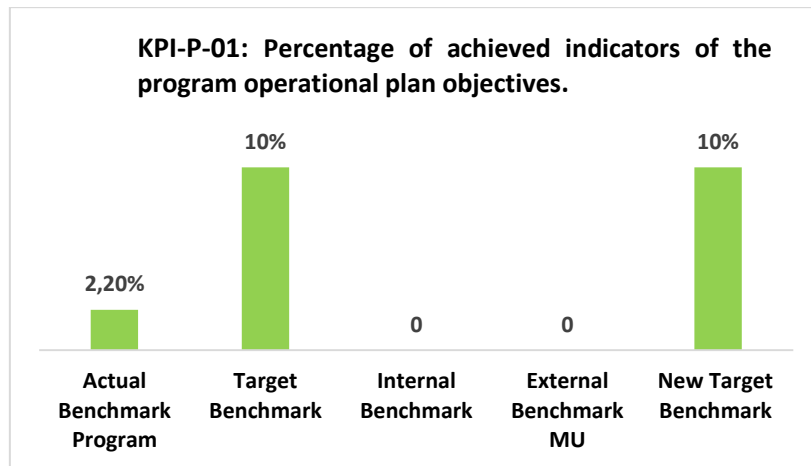 KPI-P-01: Percentage of achieved indicators of the
program operational plan objectives.
10%
10%
2,20%
0
0
Actual
Benchmark
Program
Target
Benchmark
Internal
Benchmark
External
Benchmark
MU
New Target
Benchmark